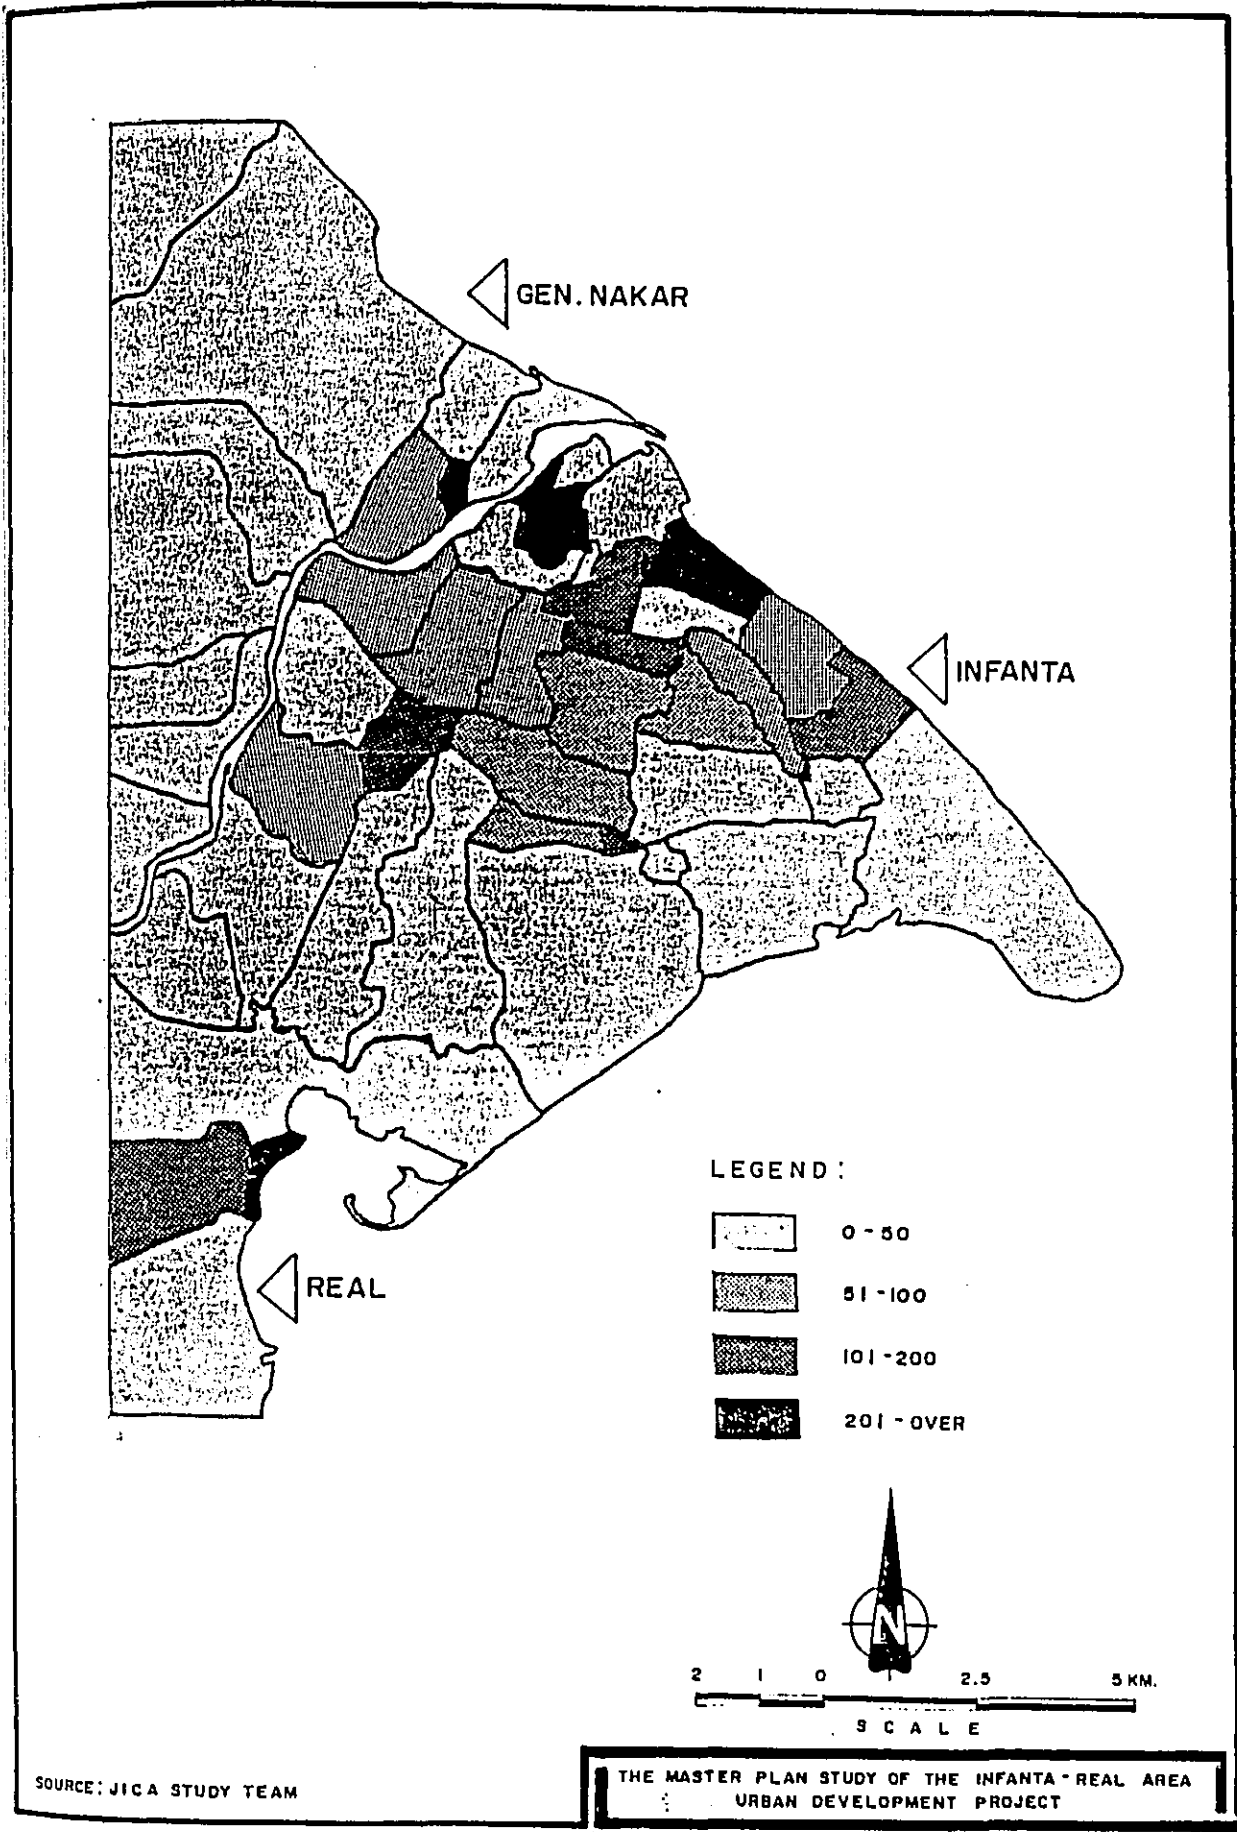 GEN. NAKAR
INFANTA
REAL
LEGEND:
0-50
51-100
101-200
201-OVER
N
2 1 0 2.5 5 KM.
SCALE
SOURCE: JICA STUDY TEAM
THE MASTER PLAN STUDY OF THE INFANTA-REAL AREA
URBAN DEVELOPMENT PROJECT